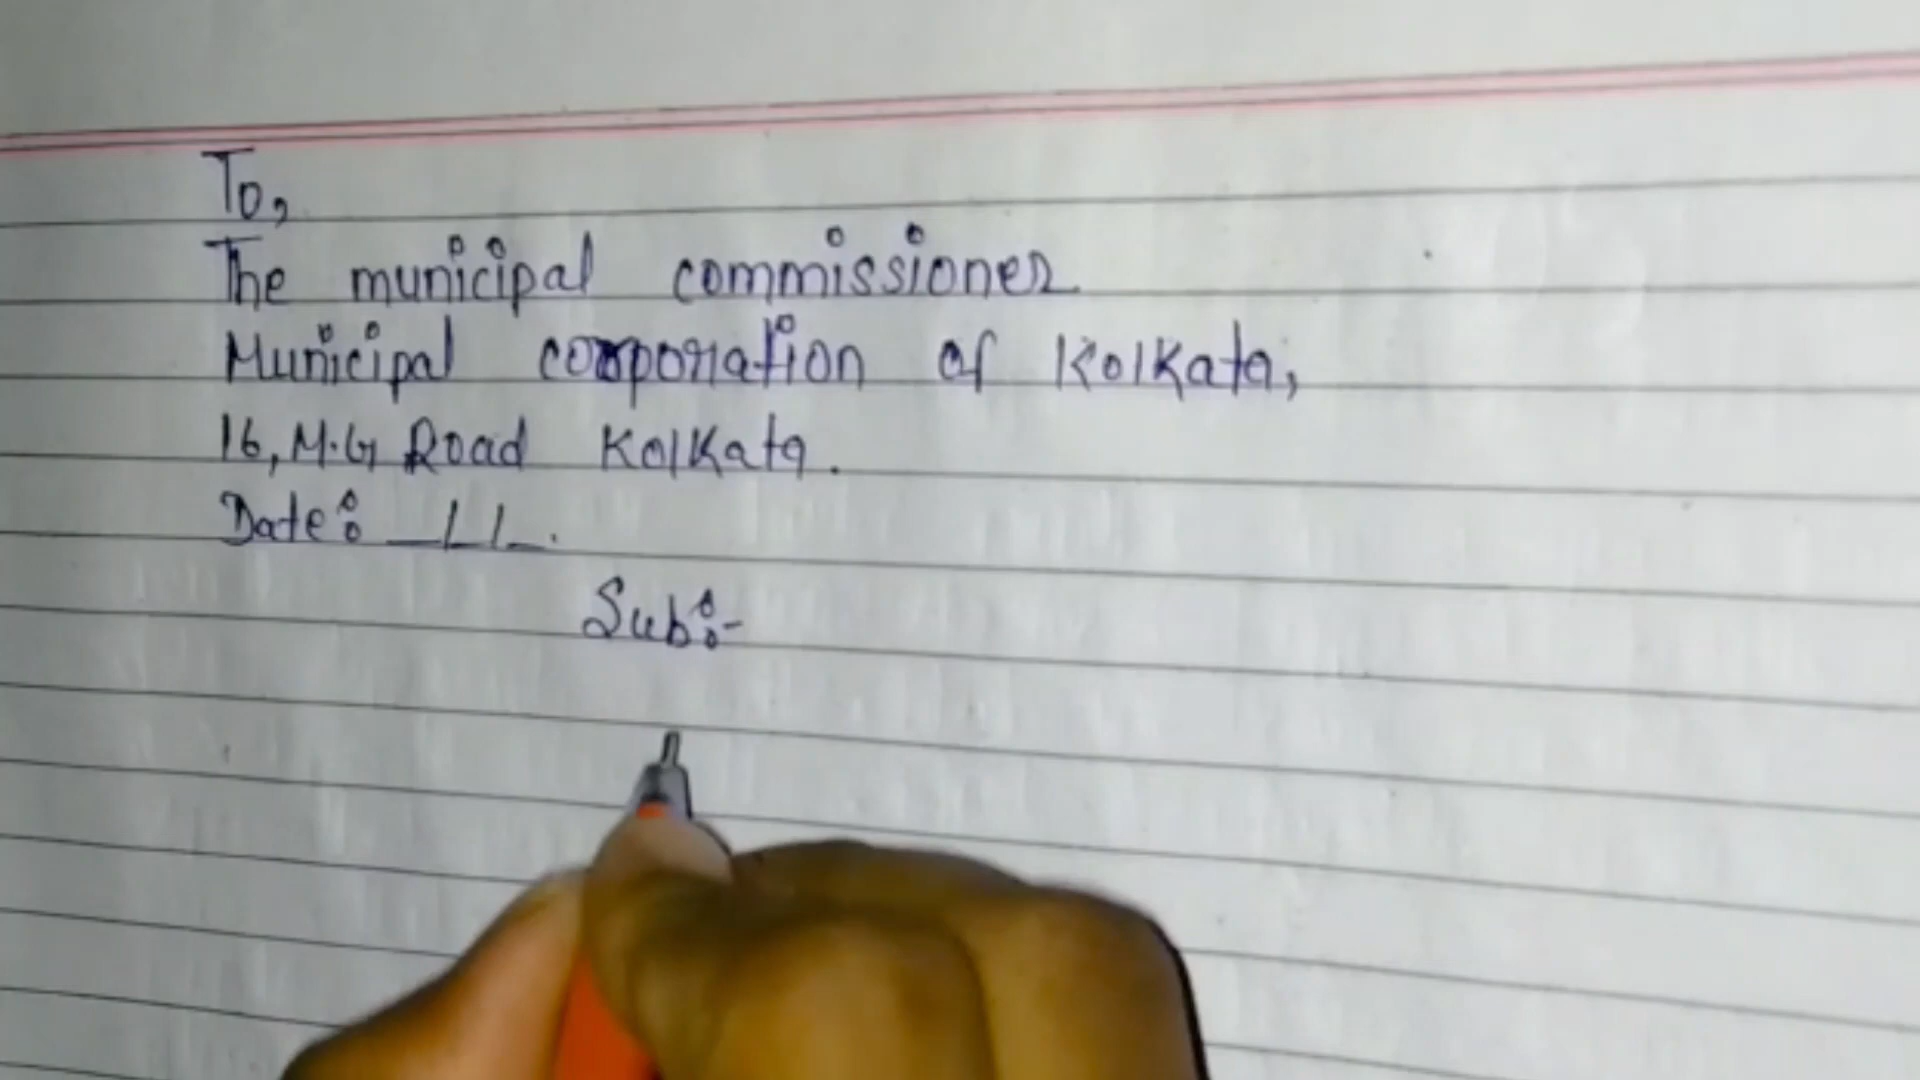 To,
The municipal commissioner
Municipal corporation of Kolkata,
16, M.G Road Kolkata.
Date: _/_/_.
Sub:-